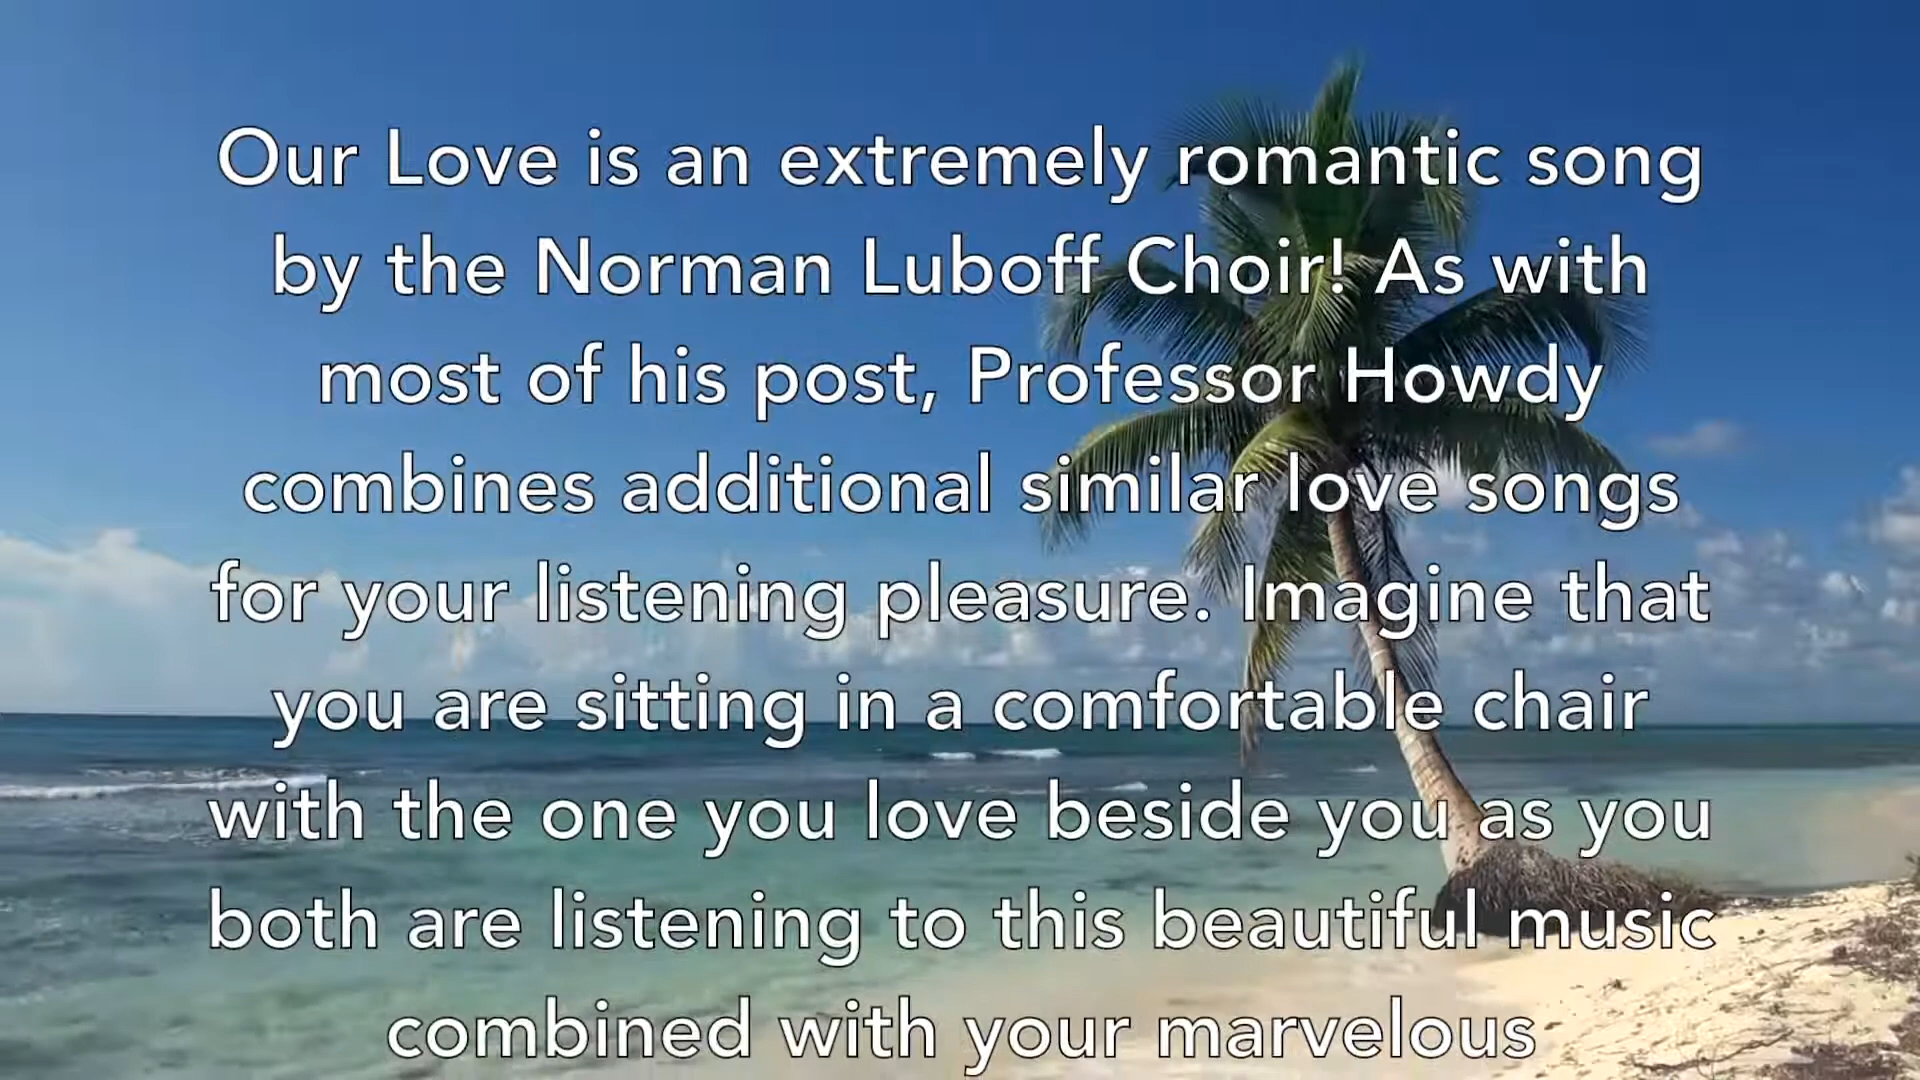 Our Love is an extremely romantic song
by the Norman Luboff Choir! As with
most of his post, Professor Howdy
combines additional similar love songs
for your listening pleasure. Imagine that
you are sitting in a comfortable chair
with the one you love beside you as you
both are listening to this beautiful music
combined with your marvelous